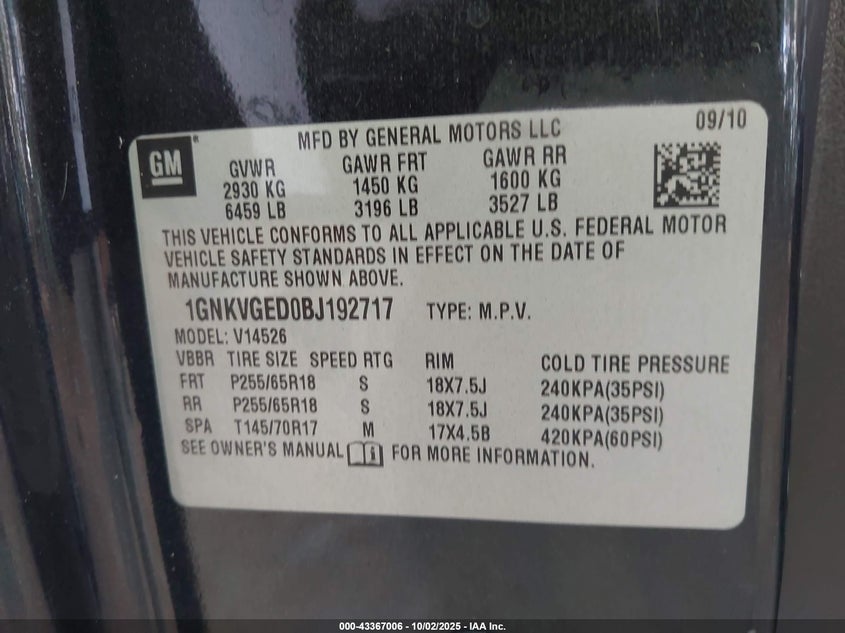 GM
MFD BY GENERAL MOTORS LLC 09/10
GVWR GAWR FRT GAWR RR
2930 KG 1450 KG 1600 KG
6459 LB 3196 LB 3527 LB
THIS VEHICLE CONFORMS TO ALL APPLICABLE U.S. FEDERAL MOTOR
VEHICLE SAFETY STANDARDS IN EFFECT ON THE DATE OF
MANUFACTURE SHOWN ABOVE.
1GNKVGED0BJ192717 TYPE: M.P.V.
MODEL: V14526
VBBR TIRE SIZE SPEED RTG RIM COLD TIRE PRESSURE
FRT P255/65R18 S 18X7.5J 240KPA(35PSI)
RR P255/65R18 S 18X7.5J 240KPA(35PSI)
SPA T145/70R17 M 17X4.5B 420KPA(60PSI)
SEE OWNER'S MANUAL FOR MORE INFORMATION.
000-43367006 - 10/02/2025 - IAA Inc.